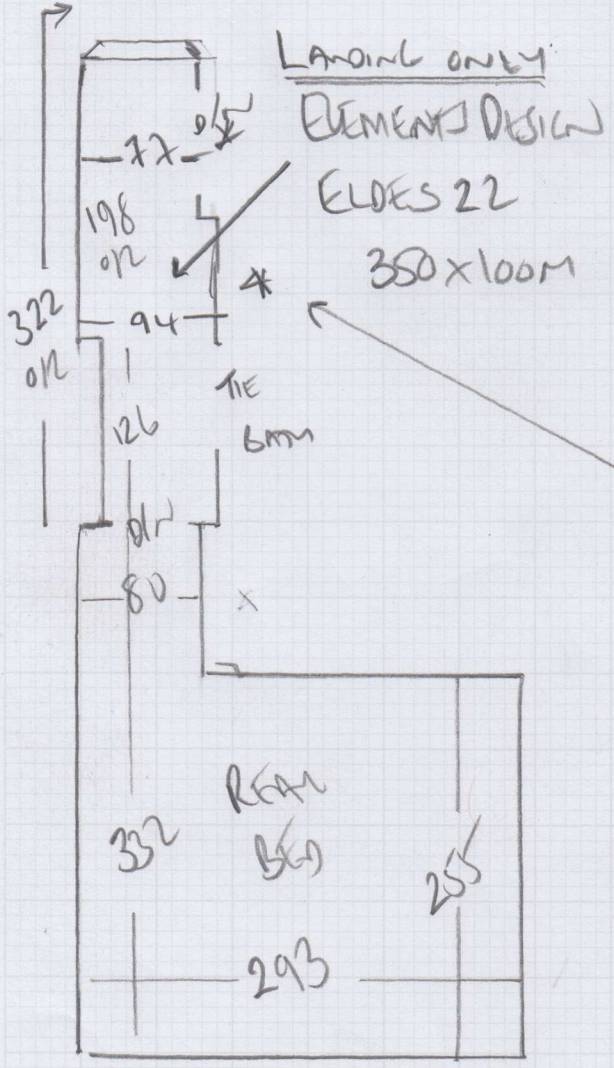 LANDING ONLY
ELEMENTS DESIGN
ELDES 22
350 X 100M
77
198
O/R
94
322
O/R
126
TIE
BATH
D/W
80
X
REAR
BED
332
255
293